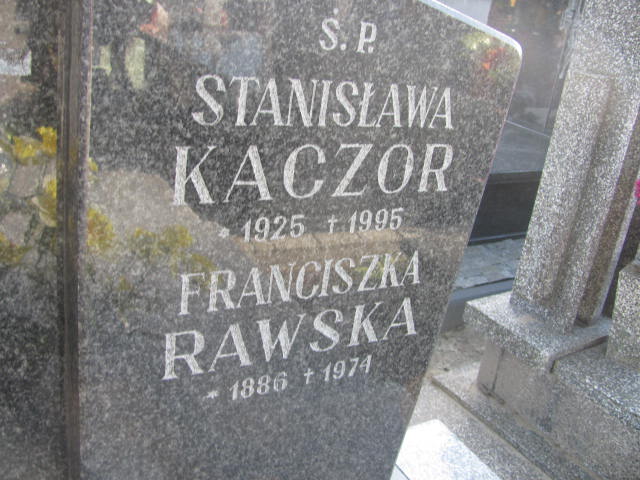 Ś. P.
STANISŁAWA
KACZOR
* 1925 † 1995
FRANCISZKA
RAWSKA
* 1886 † 1974